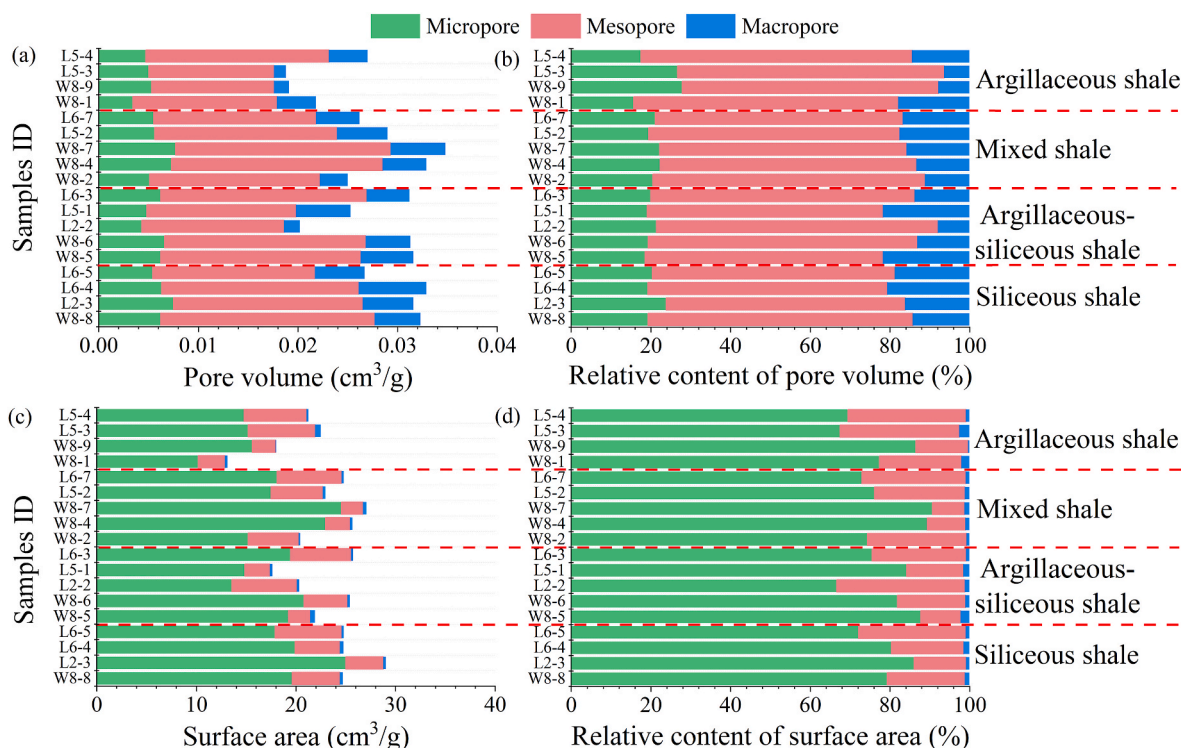 Micropore Mesopore Macropore
(a)
Samples ID
L5-4
L5-3
W8-9
W8-1
L6-7
L5-2
W8-7
W8-4
W8-2
L6-3
L5-1
L2-2
W8-6
W8-5
L6-5
L6-4
L2-3
W8-8
0.00 0.01 0.02 0.03 0.04
Pore volume (cm³/g)
(b)
L5-4
L5-3
W8-9
W8-1
L6-7
L5-2
W8-7
W8-4
W8-2
L6-3
L5-1
L2-2
W8-6
W8-5
L6-5
L6-4
L2-3
W8-8
0 20 40 60 80 100
Relative content of pore volume (%)
Argillaceous shale
Mixed shale
Argillaceous-
siliceous shale
Siliceous shale
(c)
Samples ID
L5-4
L5-3
W8-9
W8-1
L6-7
L5-2
W8-7
W8-4
W8-2
L6-3
L5-1
L2-2
W8-6
W8-5
L6-5
L6-4
L2-3
W8-8
0 10 20 30 40
Surface area (cm³/g)
(d)
L5-4
L5-3
W8-9
W8-1
L6-7
L5-2
W8-7
W8-4
W8-2
L6-3
L5-1
L2-2
W8-6
W8-5
L6-5
L6-4
L2-3
W8-8
0 20 40 60 80 100
Relative content of surface area (%)
Argillaceous shale
Mixed shale
Argillaceous-
siliceous shale
Siliceous shale